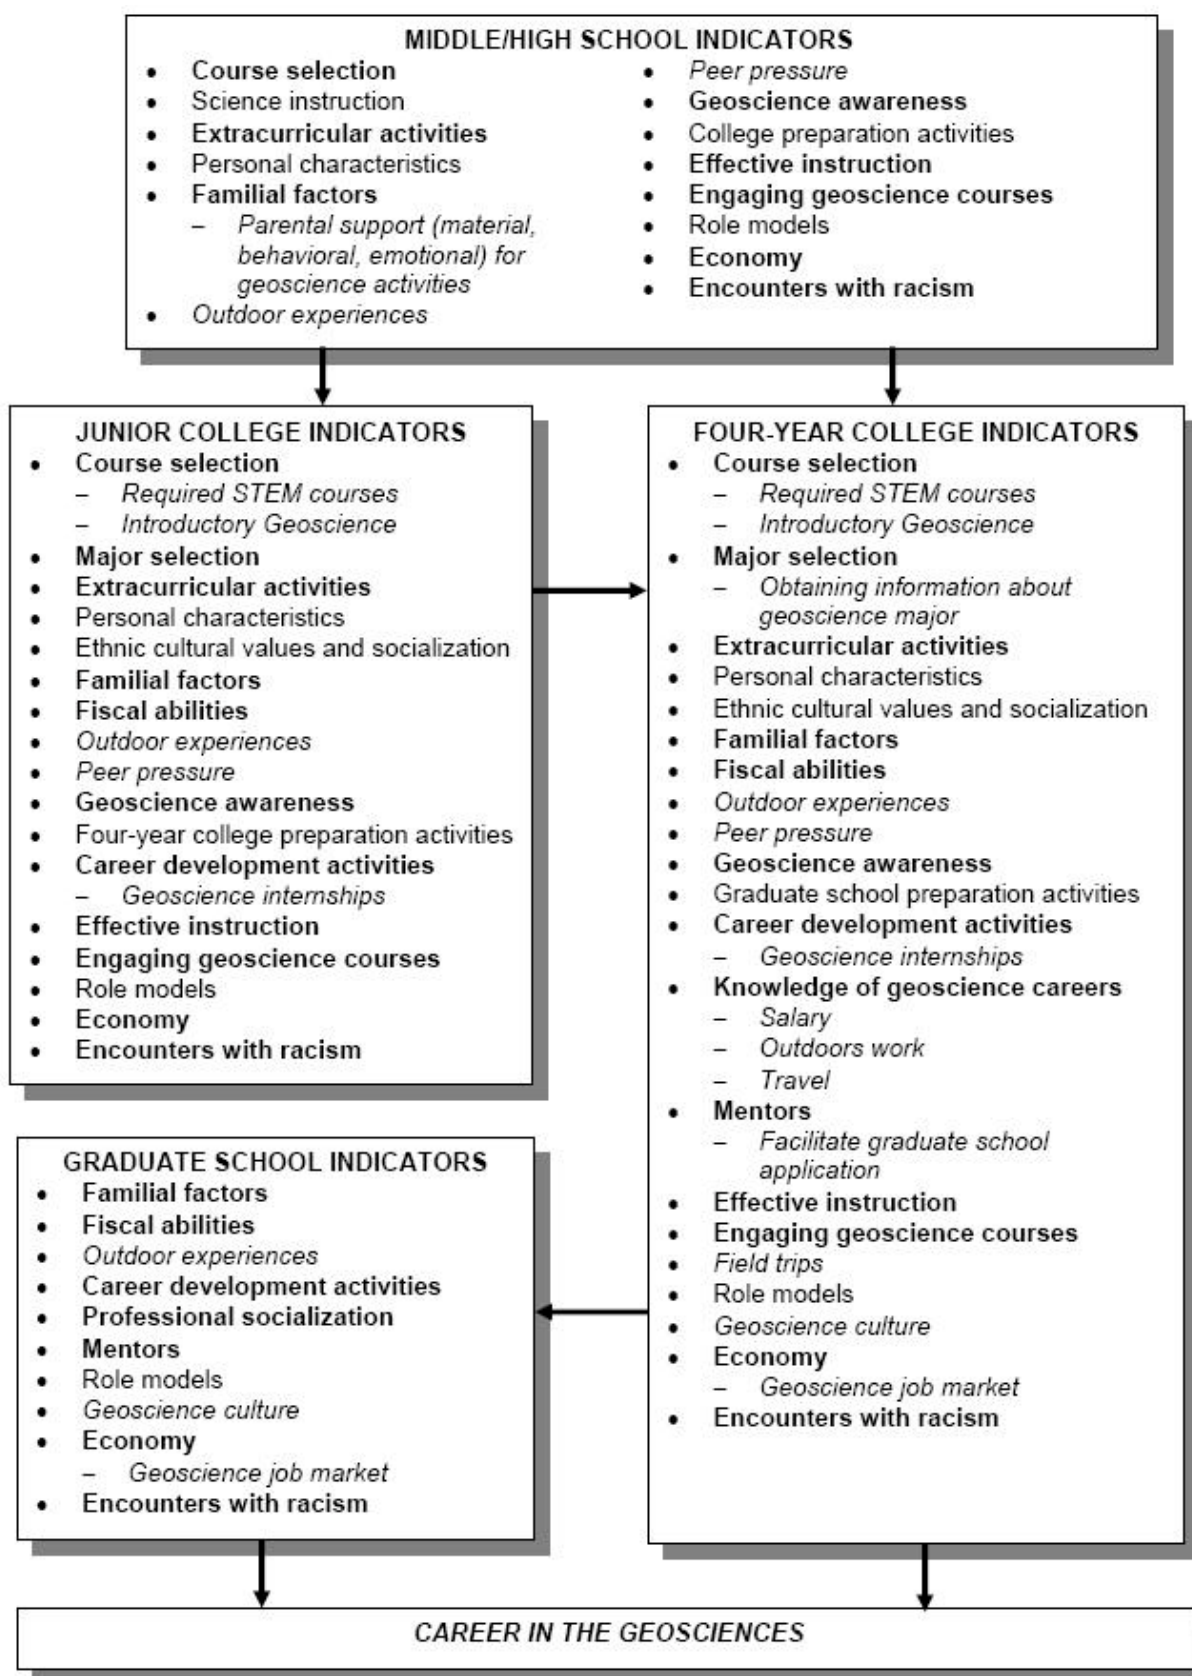 MIDDLE/HIGH SCHOOL INDICATORS
• Course selection
• Science instruction
• Extracurricular activities
• Personal characteristics
• Familial factors
– Parental support (material,
behavioral, emotional) for
geoscience activities
• Outdoor experiences
• Peer pressure
• Geoscience awareness
• College preparation activities
• Effective instruction
• Engaging geoscience courses
• Role models
• Economy
• Encounters with racism
JUNIOR COLLEGE INDICATORS
• Course selection
– Required STEM courses
– Introductory Geoscience
• Major selection
• Extracurricular activities
• Personal characteristics
• Ethnic cultural values and socialization
• Familial factors
• Fiscal abilities
• Outdoor experiences
• Peer pressure
• Geoscience awareness
• Four-year college preparation activities
• Career development activities
– Geoscience internships
• Effective instruction
• Engaging geoscience courses
• Role models
• Economy
• Encounters with racism
FOUR-YEAR COLLEGE INDICATORS
• Course selection
– Required STEM courses
– Introductory Geoscience
• Major selection
– Obtaining information about
geoscience major
• Extracurricular activities
• Personal characteristics
• Ethnic cultural values and socialization
• Familial factors
• Fiscal abilities
• Outdoor experiences
• Peer pressure
• Geoscience awareness
• Graduate school preparation activities
• Career development activities
– Geoscience internships
• Knowledge of geoscience careers
– Salary
– Outdoors work
– Travel
• Mentors
– Facilitate graduate school
application
• Effective instruction
• Engaging geoscience courses
• Field trips
• Role models
• Geoscience culture
• Economy
– Geoscience job market
• Encounters with racism
GRADUATE SCHOOL INDICATORS
• Familial factors
• Fiscal abilities
• Outdoor experiences
• Career development activities
• Professional socialization
• Mentors
• Role models
• Geoscience culture
• Economy
– Geoscience job market
• Encounters with racism
CAREER IN THE GEOSCIENCES